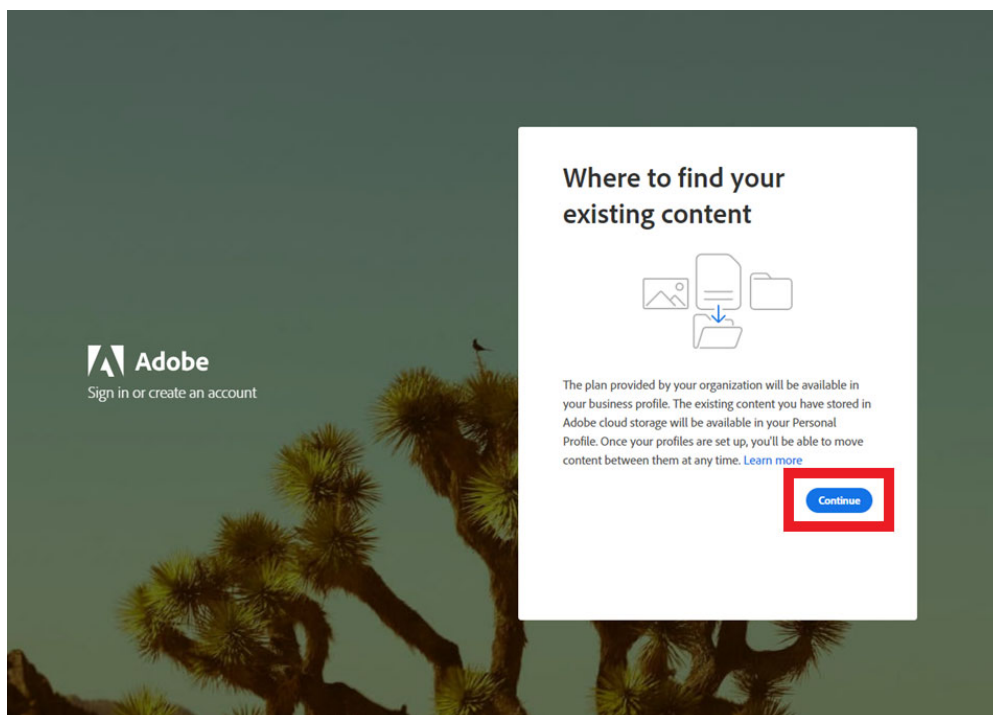 Adobe
Sign in or create an account
Where to find your
existing content
The plan provided by your organization will be available in
your business profile. The existing content you have stored in
Adobe cloud storage will be available in your Personal
Profile. Once your profiles are set up, you'll be able to move
content between them at any time. Learn more
Continue